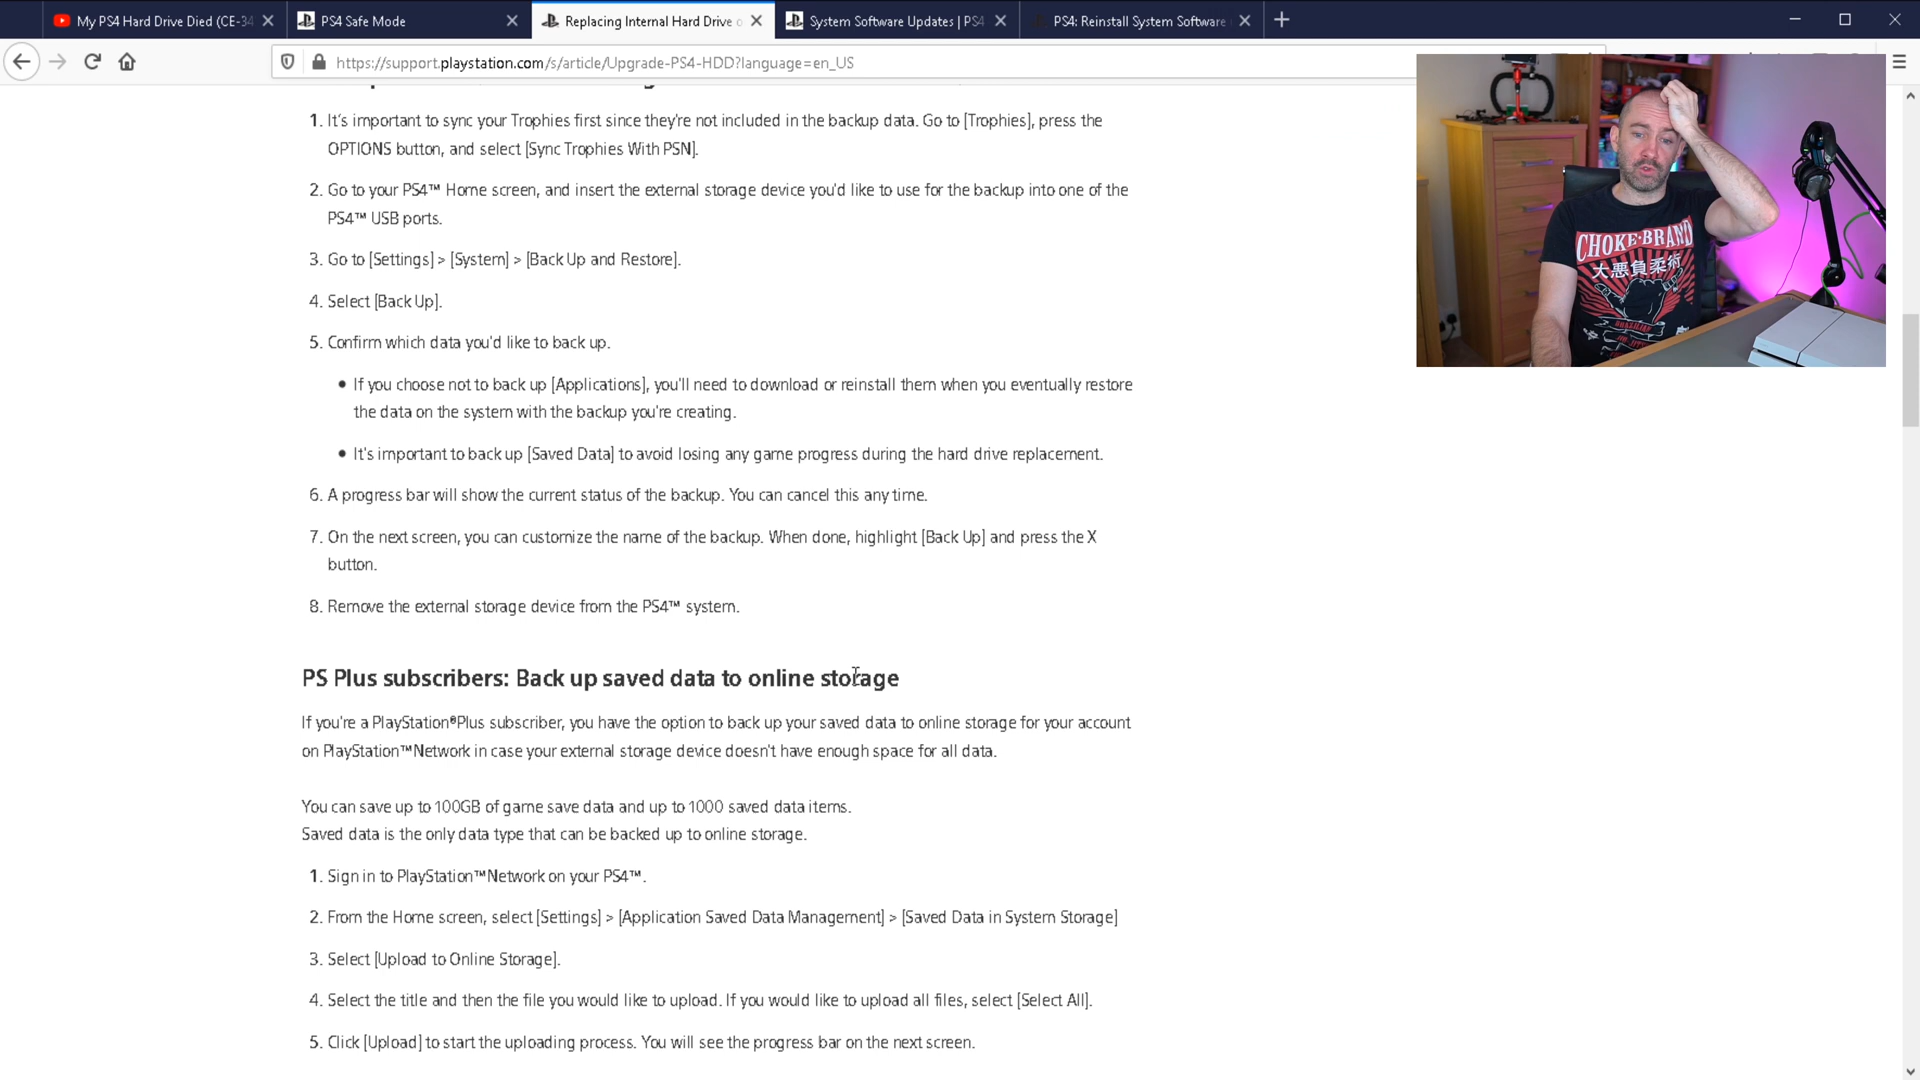 My PS4 Hard Drive Died (CE-34
PS4 Safe Mode
Replacing Internal Hard Drive o
System Software Updates | PS4
PS4: Reinstall System Software
https://support.playstation.com/s/article/Upgrade-PS4-HDD?language=en_US
1. It's important to sync your Trophies first since they're not included in the backup data. Go to [Trophies], press the
OPTIONS button, and select [Sync Trophies With PSN].
2. Go to your PS4™ Home screen, and insert the external storage device you'd like to use for the backup into one of the
PS4™ USB ports.
3. Go to [Settings] > [System] > [Back Up and Restore].
4. Select [Back Up].
5. Confirm which data you'd like to back up.
• If you choose not to back up [Applications], you'll need to download or reinstall them when you eventually restore
the data on the system with the backup you're creating.
• It's important to back up [Saved Data] to avoid losing any game progress during the hard drive replacement.
6. A progress bar will show the current status of the backup. You can cancel this any time.
7. On the next screen, you can customize the name of the backup. When done, highlight [Back Up] and press the X
button.
8. Remove the external storage device from the PS4™ system.
PS Plus subscribers: Back up saved data to online storage
If you're a PlayStation®Plus subscriber, you have the option to back up your saved data to online storage for your account
on PlayStation™Network in case your external storage device doesn't have enough space for all data.
You can save up to 100GB of game save data and up to 1000 saved data items.
Saved data is the only data type that can be backed up to online storage.
1. Sign in to PlayStation™Network on your PS4™.
2. From the Home screen, select [Settings] > [Application Saved Data Management] > [Saved Data in System Storage]
3. Select [Upload to Online Storage].
4. Select the title and then the file you would like to upload. If you would like to upload all files, select [Select All].
5. Click [Upload] to start the uploading process. You will see the progress bar on the next screen.
CHOKE•BRAND
大悪負柔術